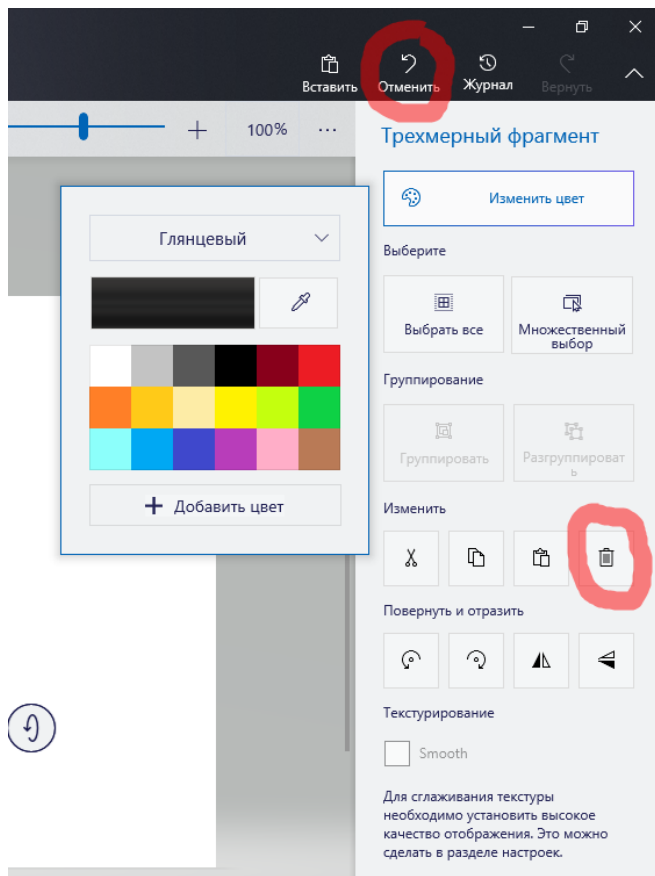 Вставить
Отменить
Журнал
Вернуть
100%
Трехмерный фрагмент
Изменить цвет
Глянцевый
Добавить цвет
Выберите
Выбрать все
Множественный
выбор
Группирование
Группировать
Разгруппироват
ь
Изменить
Повернуть и отразить
Текстурирование
Smooth
Для сглаживания текстуры
необходимо установить высокое
качество отображения. Это можно
сделать в разделе настроек.